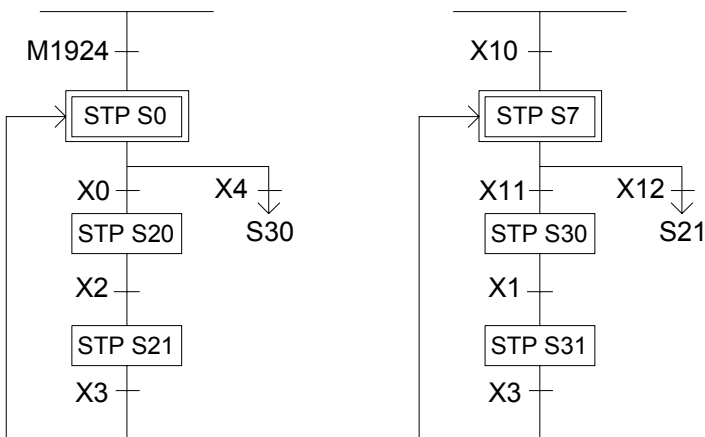 M1924
STP S0
X0
X4
STP S20
S30
X2
STP S21
X3
X10
STP S7
X11
X12
STP S30
S21
X1
STP S31
X3